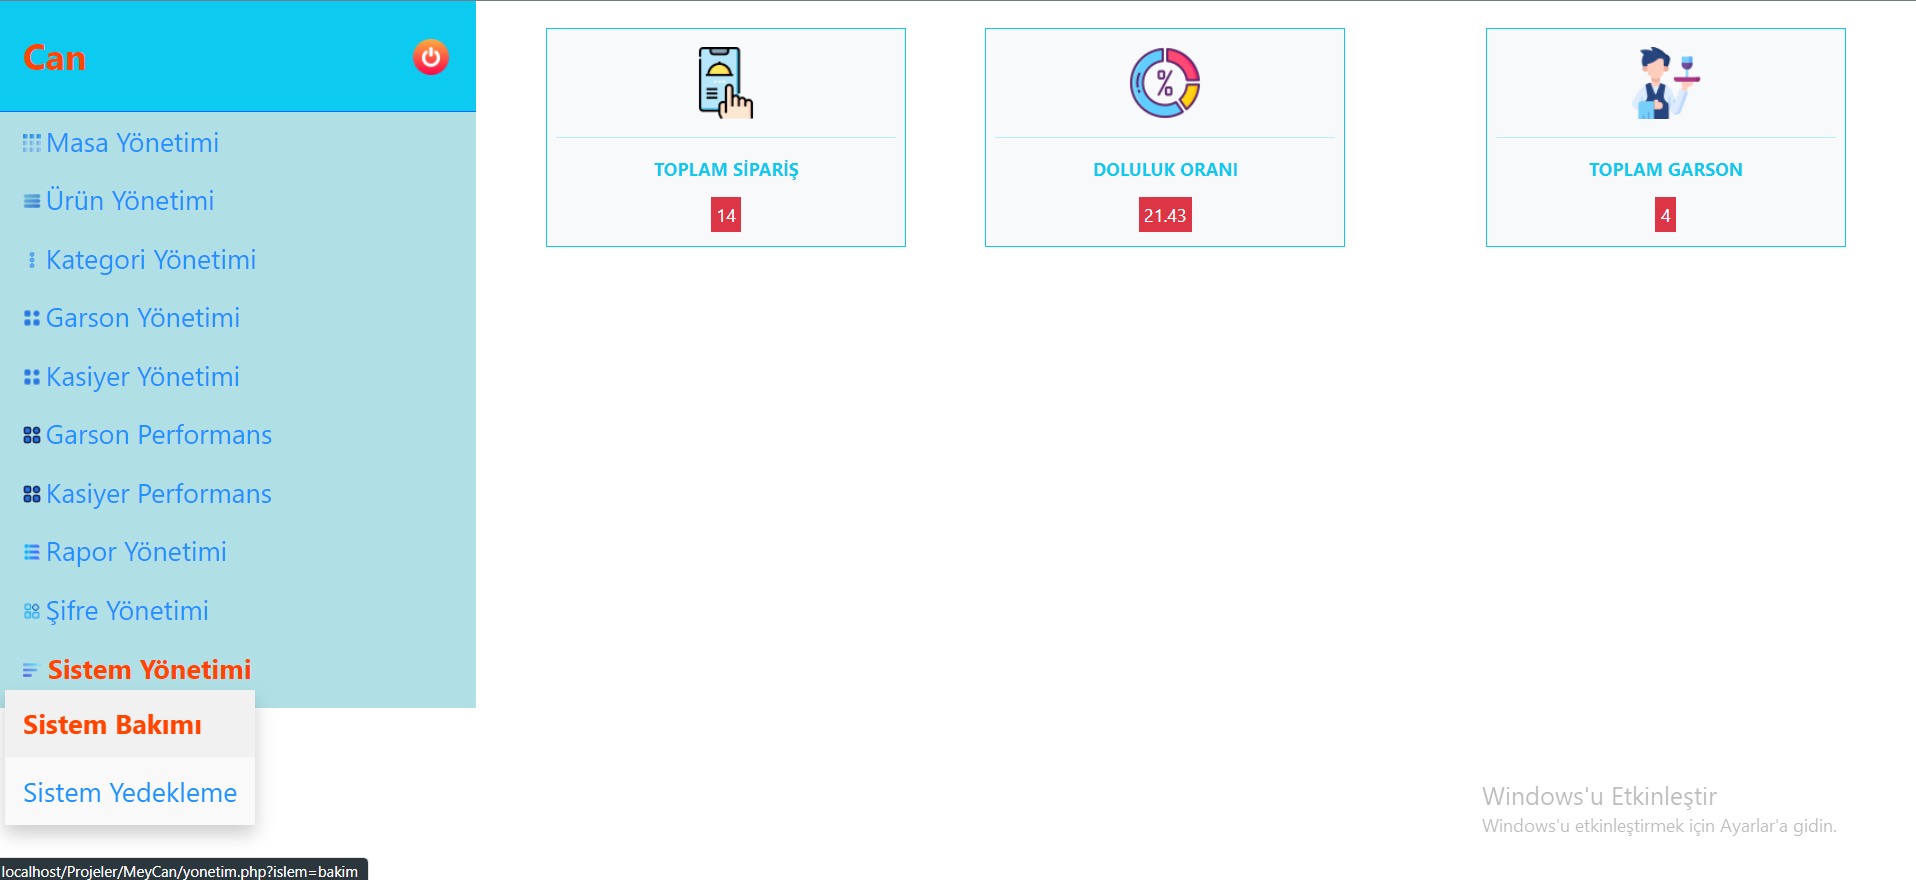 Can
Masa Yönetimi
Ürün Yönetimi
Kategori Yönetimi
Garson Yönetimi
Kasiyer Yönetimi
Garson Performans
Kasiyer Performans
Rapor Yönetimi
Şifre Yönetimi
Sistem Yönetimi
Sistem Bakımı
Sistem Yedekleme
TOPLAM SİPARİŞ
14
%
DOLULUK ORANI
21.43
TOPLAM GARSON
4
Windows'u Etkinleştir
Windows'u etkinleştirmek için Ayarlar'a gidin.
localhost/Projeler/MeyCan/yonetim.php?islem=bakim